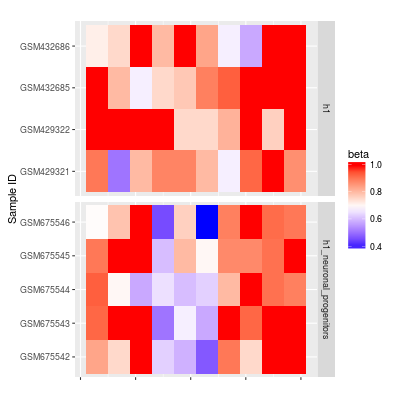 Sample ID
GSM432686
GSM432685
GSM429322
GSM429321
h1
GSM675546
GSM675545
GSM675544
GSM675543
GSM675542
h1_neuronal_progenitors
beta
1.0
0.8
0.6
0.4